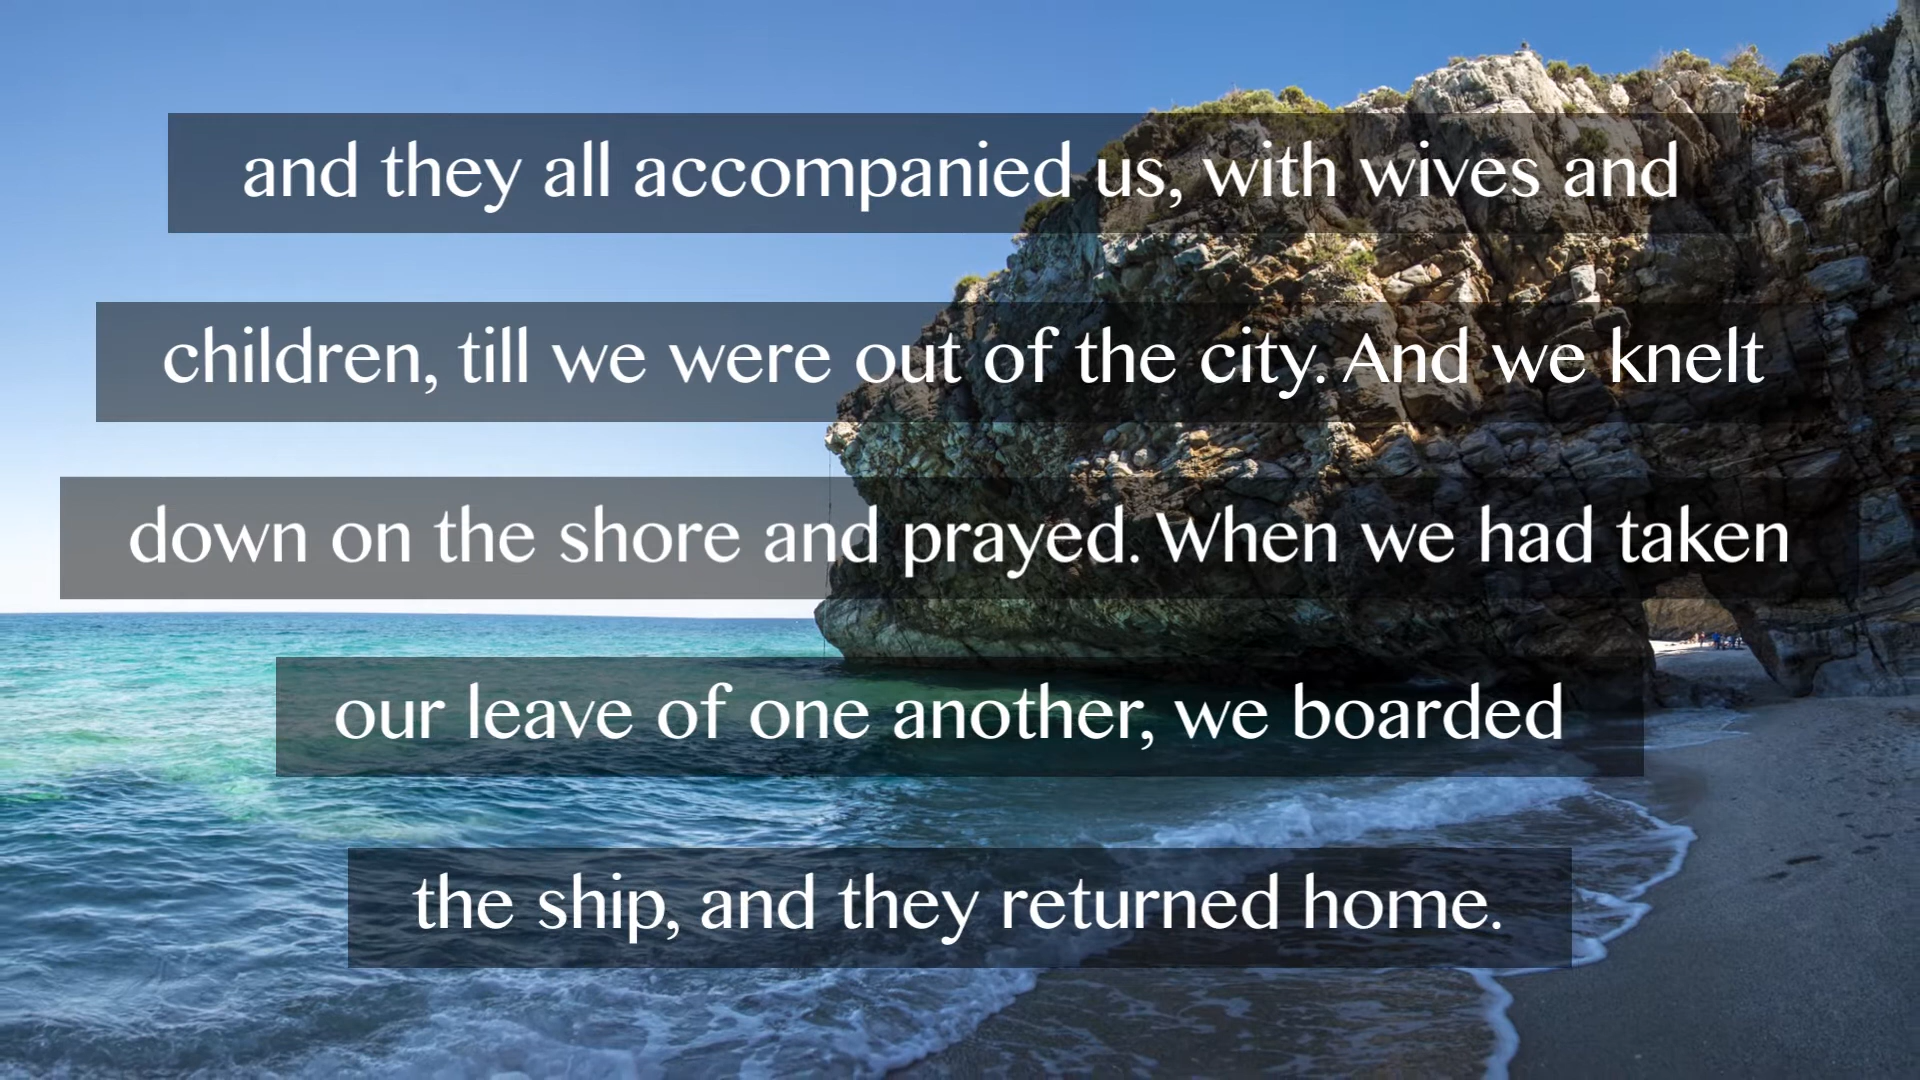 and they all accompanied us, with wives and
children, till we were out of the city. And we knelt
down on the shore and prayed. When we had taken
our leave of one another, we boarded
the ship, and they returned home.